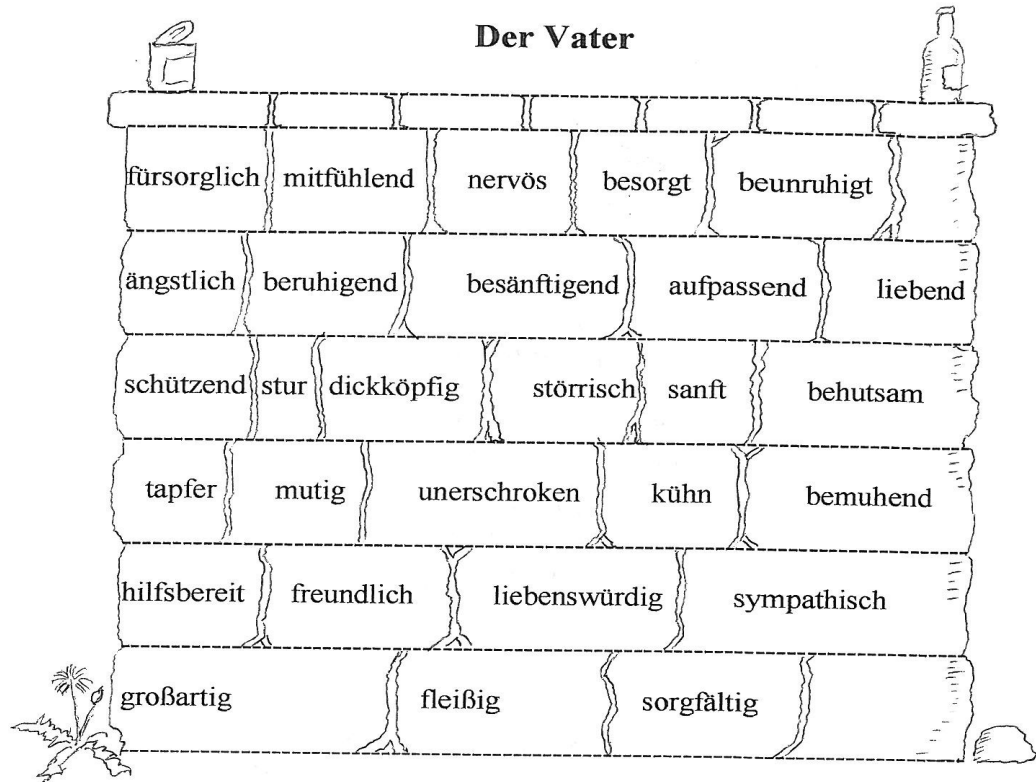 Der Vater
fürsorglich mitfühlend nervös besorgt beunruhigt
ängstlich beruhigend besänftigend aufpassend liebend
schützend stur dickköpfig störrisch sanft behutsam
tapfer mutig unerschroken kühn bemuhend
hilfsbereit freundlich liebenswürdig sympathisch
großartig fleißig sorgfältig